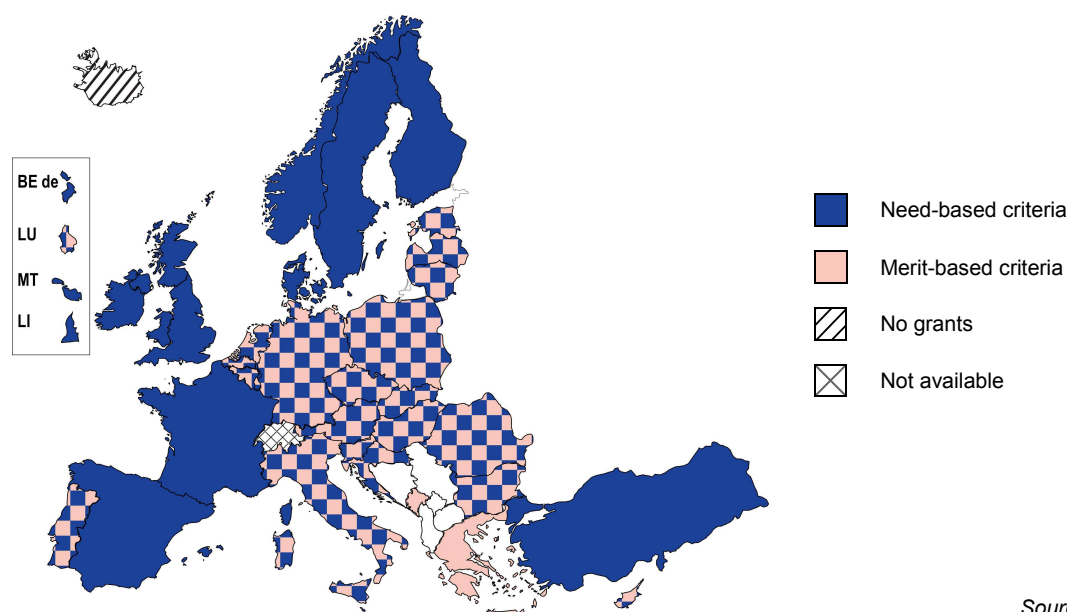 BE de
LU
MT
LI
Need-based criteria
Merit-based criteria
No grants
Not available